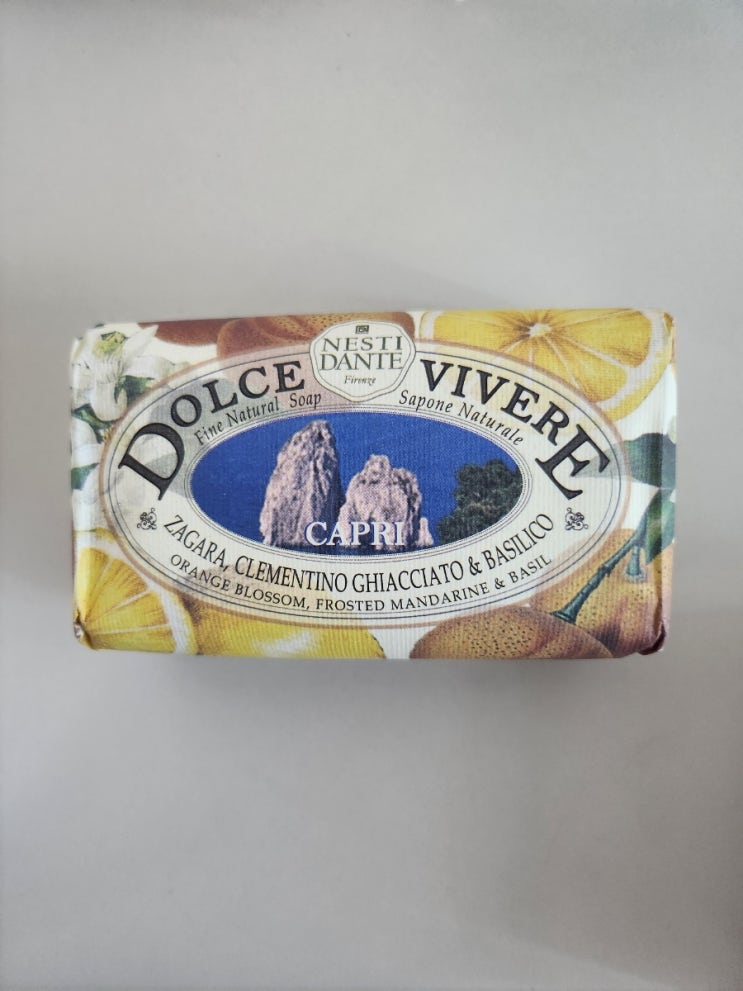 NESTI
DANTE
Firenze
DOLCE VIVERE
Fine Natural Soap Sapone Naturale
CAPRI
ZAGARA, CLEMENTINO GHIACCIATO & BASILICO
ORANGE BLOSSOM, FROSTED MANDARINE & BASIL